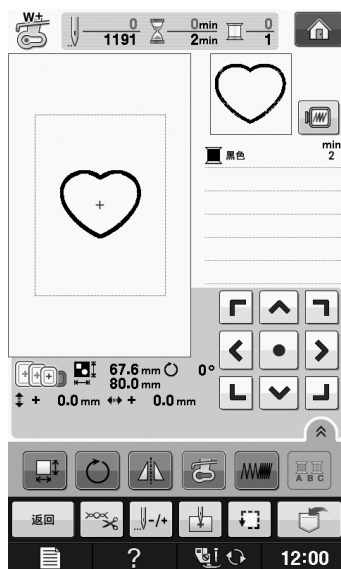 W+
0 0min 0
1191 2min 1
min
黑色 2
67.6 mm 0°
80.0 mm
+ 0.0 mm + 0.0 mm
A B C
返回 -/+
? 12:00